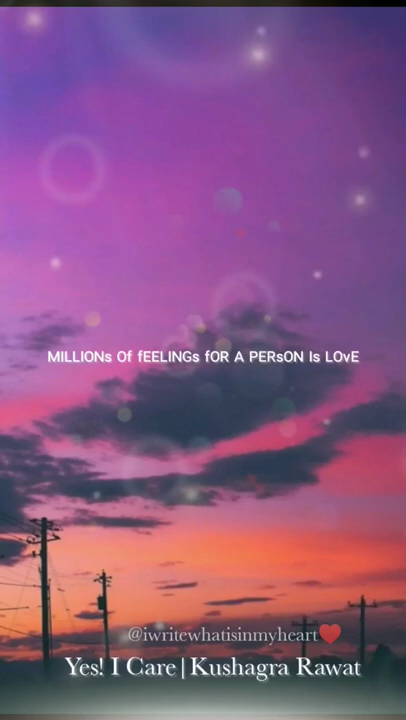 MILLIONs Of fEELINGs fOR A PERsON Is LOvE
@iwritewhatisinmyheart❤️
Yes! I Care|Kushagra Rawat